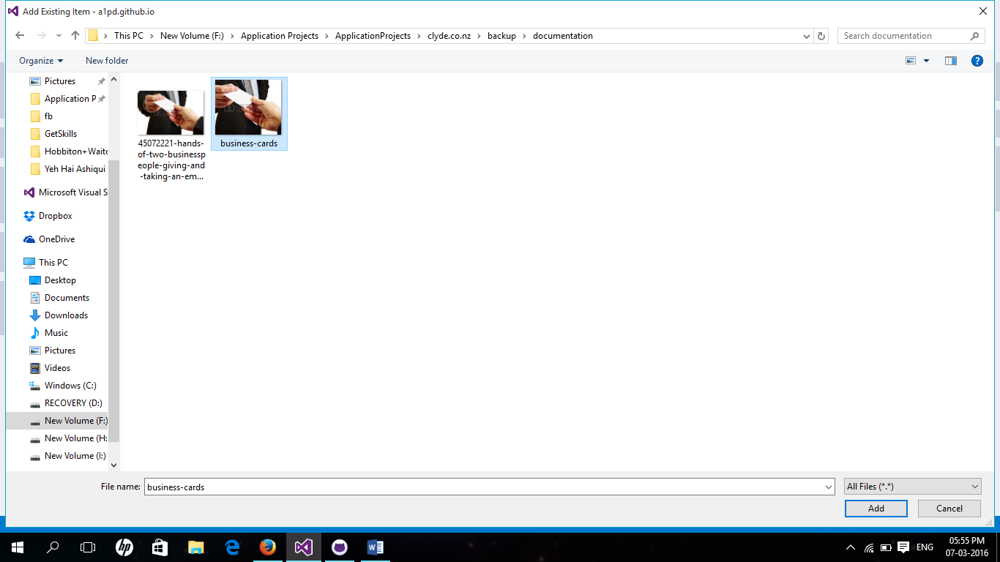 Add Existing Item - a1pd.github.io
This PC > New Volume (F:) > Application Projects > ApplicationProjects > clyde.co.nz > backup > documentation
Search documentation
Organize
New folder
Pictures
Application P
fb
GetSkills
Hobbiton+Waito
Yeh Hai Ashiqui
Microsoft Visual S
Dropbox
OneDrive
This PC
Desktop
Documents
Downloads
Music
Pictures
Videos
Windows (C:)
RECOVERY (D:)
New Volume (F:)
New Volume (H:
New Volume (I:)
45072221-hands-
of-two-businessp
eople-giving-and
-taking-an-em...
business-cards
File name:
business-cards
All Files (*.*)
Add
Cancel
hp
ENG
05:55 PM
07-03-2016